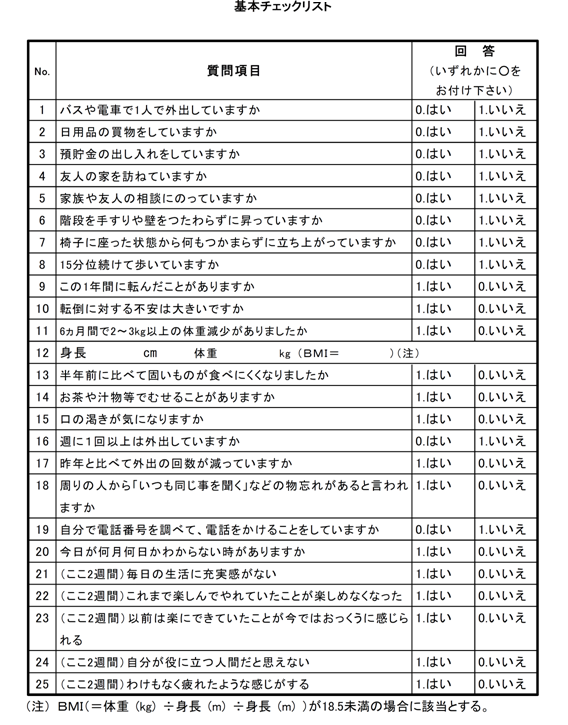 基本チェックリスト
No. 質問項目 回 答
(いずれかに〇を
お付け下さい)
1 バスや電車で1人で外出していますか 0.はい 1.いいえ
2 日用品の買物をしていますか 0.はい 1.いいえ
3 預貯金の出し入れをしていますか 0.はい 1.いいえ
4 友人の家を訪ねていますか 0.はい 1.いいえ
5 家族や友人の相談にのっていますか 0.はい 1.いいえ
6 階段を手すりや壁をつたわらずに昇っていますか 0.はい 1.いいえ
7 椅子に座った状態から何もつかまらずに立ち上がっていますか 0.はい 1.いいえ
8 15分位続けて歩いていますか 0.はい 1.いいえ
9 この1年間に転んだことがありますか 1.はい 0.いいえ
10 転倒に対する不安は大きいですか 1.はい 0.いいえ
11 6ヵ月間で2～3kg以上の体重減少がありましたか 1.はい 0.いいえ
12 身長 cm 体重 kg (BMI= )(注)
13 半年前に比べて固いものが食べにくくなりましたか 1.はい 0.いいえ
14 お茶や汁物等でむせることがありますか 1.はい 0.いいえ
15 口の渇きが気になりますか 1.はい 0.いいえ
16 週に1回以上は外出していますか 0.はい 1.いいえ
17 昨年と比べて外出の回数が減っていますか 1.はい 0.いいえ
18 周りの人から「いつも同じ事を聞く」などの物忘れがあると言われ 1.はい 0.いいえ
ますか
19 自分で電話番号を調べて、電話をかけることをしていますか 0.はい 1.いいえ
20 今日が何月何日かわからない時がありますか 1.はい 0.いいえ
21 (ここ2週間)毎日の生活に充実感がない 1.はい 0.いいえ
22 (ここ2週間)これまで楽しんでやれていたことが楽しめなくなった 1.はい 0.いいえ
23 (ここ2週間)以前は楽にできていたことが今ではおっくうに感じら 1.はい 0.いいえ
れる
24 (ここ2週間)自分が役に立つ人間だと思えない 1.はい 0.いいえ
25 (ここ2週間)わけもなく疲れたような感じがする 1.はい 0.いいえ
(注) BMI(=体重 (kg) ÷身長 (m) ÷身長 (m) )が18.5未満の場合に該当とする。